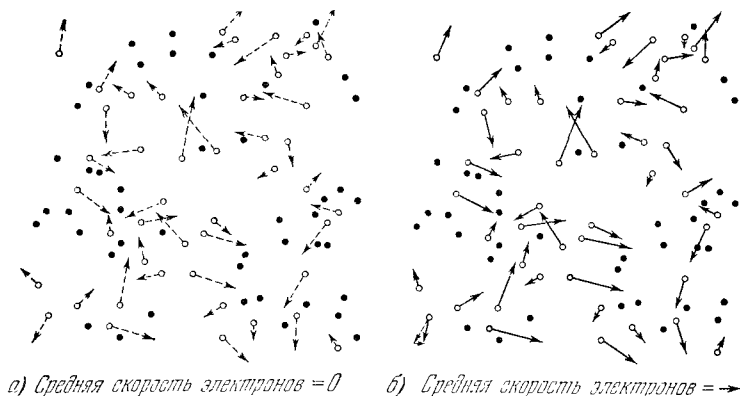 а) Средняя скорость электронов = 0
б) Средняя скорость электронов = →